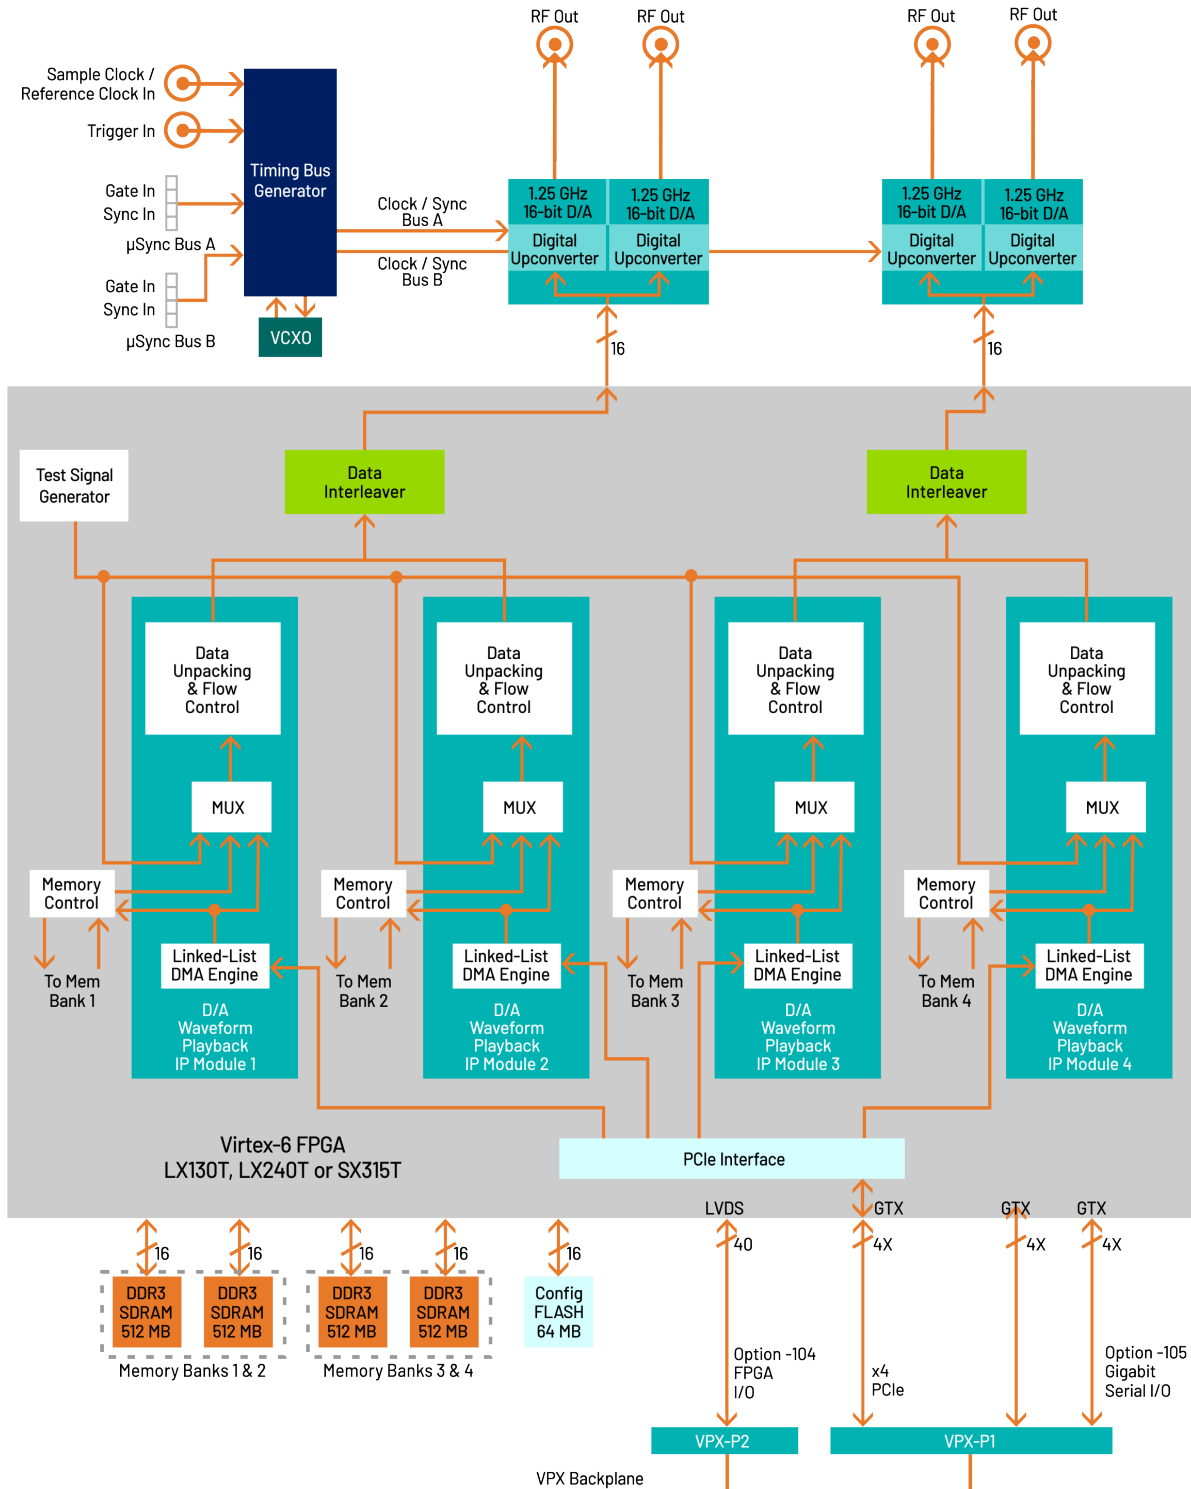 RF Out
RF Out
RF Out
RF Out
Sample Clock /
Reference Clock In
Trigger In
Gate In
Sync In
µSync Bus A
Gate In
Sync In
µSync Bus B
Timing Bus
Generator
VCXO
Clock / Sync
Bus A
Clock / Sync
Bus B
1.25 GHz
16-bit D/A
1.25 GHz
16-bit D/A
Digital
Upconverter
Digital
Upconverter
1.25 GHz
16-bit D/A
1.25 GHz
16-bit D/A
Digital
Upconverter
Digital
Upconverter
16
16
Test Signal
Generator
Data
Interleaver
Data
Interleaver
Data
Unpacking
& Flow
Control
MUX
Memory
Control
To Mem
Bank 1
Linked-List
DMA Engine
D/A
Waveform
Playback
IP Module 1
Data
Unpacking
& Flow
Control
MUX
Memory
Control
To Mem
Bank 2
Linked-List
DMA Engine
D/A
Waveform
Playback
IP Module 2
Data
Unpacking
& Flow
Control
MUX
Memory
Control
To Mem
Bank 3
Linked-List
DMA Engine
D/A
Waveform
Playback
IP Module 3
Data
Unpacking
& Flow
Control
MUX
Memory
Control
To Mem
Bank 4
Linked-List
DMA Engine
D/A
Waveform
Playback
IP Module 4
Virtex-6 FPGA
LX130T, LX240T or SX315T
PCIe Interface
LVDS
GTX
GTX
GTX
16
16
16
16
16
40
4X
4X
4X
DDR3
SDRAM
512 MB
DDR3
SDRAM
512 MB
DDR3
SDRAM
512 MB
DDR3
SDRAM
512 MB
Config
FLASH
64 MB
Memory Banks 1 & 2
Memory Banks 3 & 4
Option -104
FPGA
I/O
x4
PCIe
Option -105
Gigabit
Serial I/O
VPX-P2
VPX-P1
VPX Backplane